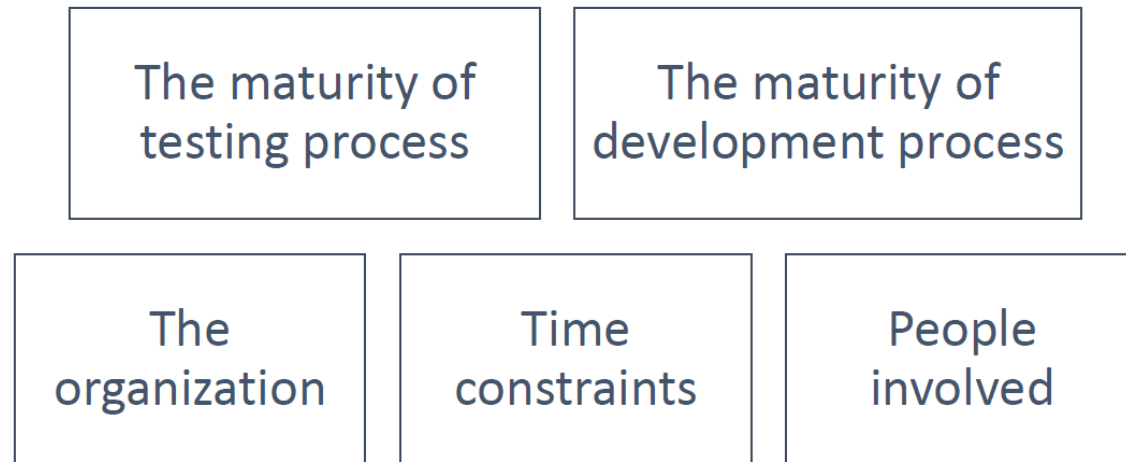 The maturity of
testing process
The maturity of
development process
The
organization
Time
constraints
People
involved